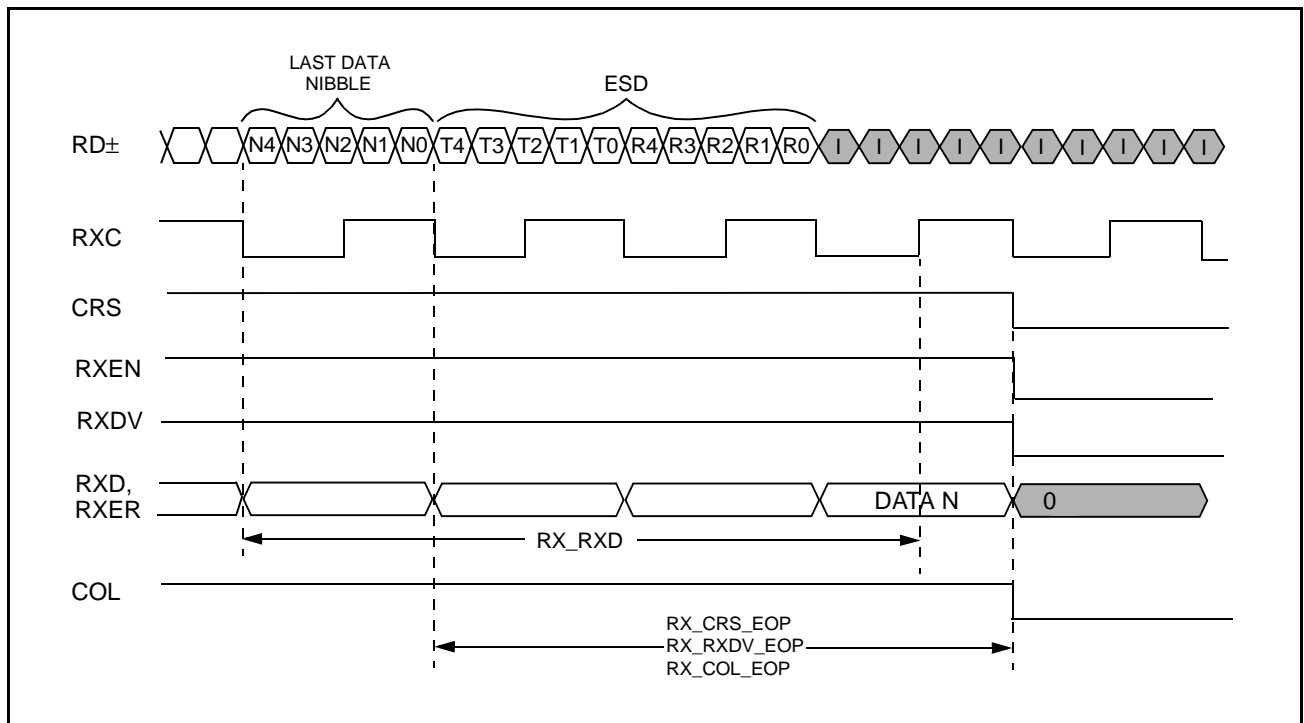 LAST DATA
NIBBLE
ESD
RD±
N4 N3 N2 N1 N0 T4 T3 T2 T1 T0 R4 R3 R2 R1 R0 I I I I I I I I I I
RXC
CRS
RXEN
RXDV
RXD,
RXER
DATA N
0
RX_RXD
COL
RX_CRS_EOP
RX_RXDV_EOP
RX_COL_EOP